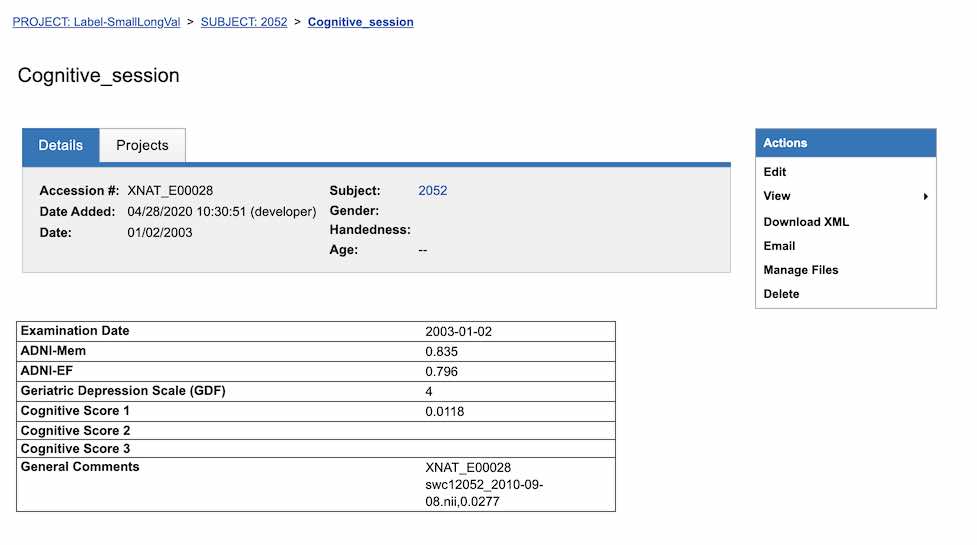 PROJECT: Label-SmallLongVal > SUBJECT: 2052 > Cognitive_session
Cognitive_session
Details Projects
Accession #: XNAT_E00028
Date Added: 04/28/2020 10:30:51 (developer)
Date: 01/02/2003
Subject: 2052
Gender:
Handedness:
Age: --
Actions
Edit
View
Download XML
Email
Manage Files
Delete
Examination Date 2003-01-02
ADNI-Mem 0.835
ADNI-EF 0.796
Geriatric Depression Scale (GDF) 4
Cognitive Score 1 0.0118
Cognitive Score 2
Cognitive Score 3
General Comments XNAT_E00028
swc12052_2010-09-
08.nii,0.0277